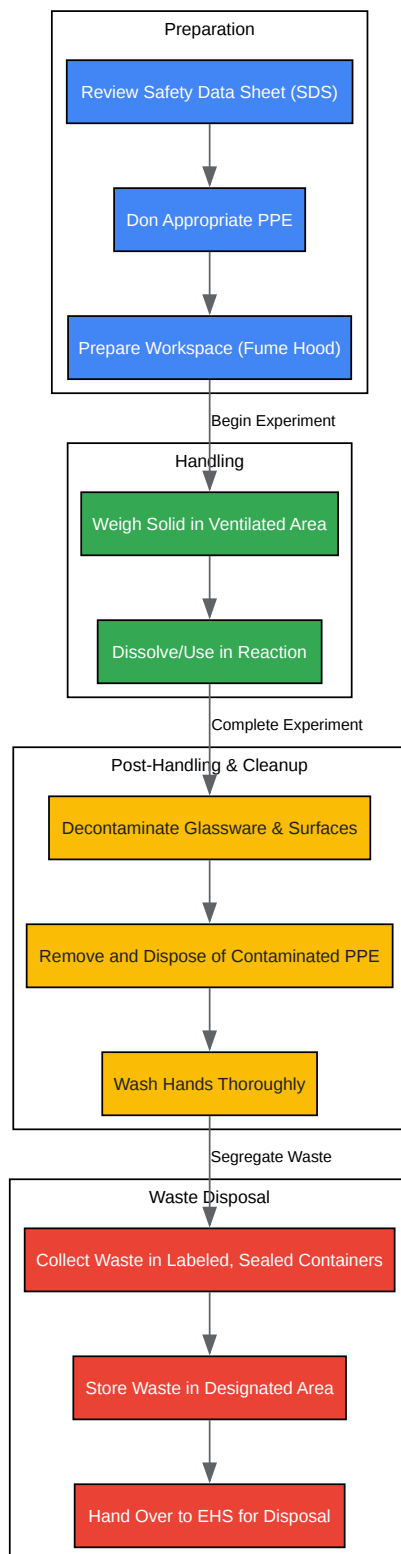 Preparation
Review Safety Data Sheet (SDS)
Don Appropriate PPE
Prepare Workspace (Fume Hood)
Begin Experiment
Handling
Weigh Solid in Ventilated Area
Dissolve/Use in Reaction
Complete Experiment
Post-Handling & Cleanup
Decontaminate Glassware & Surfaces
Remove and Dispose of Contaminated PPE
Wash Hands Thoroughly
Segregate Waste
Waste Disposal
Collect Waste in Labeled, Sealed Containers
Store Waste in Designated Area
Hand Over to EHS for Disposal